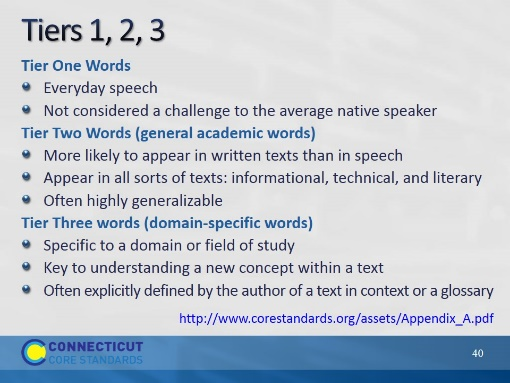 Tiers 1, 2, 3
Tier One Words
Everyday speech
Not considered a challenge to the average native speaker
Tier Two Words (general academic words)
More likely to appear in written texts than in speech
Appear in all sorts of texts: informational, technical, and literary
Often highly generalizable
Tier Three words (domain-specific words)
Specific to a domain or field of study
Key to understanding a new concept within a text
Often explicitly defined by the author of a text in context or a glossary
http://www.corestandards.org/assets/Appendix_A.pdf
CONNECTICUT
CORE STANDARDS
40